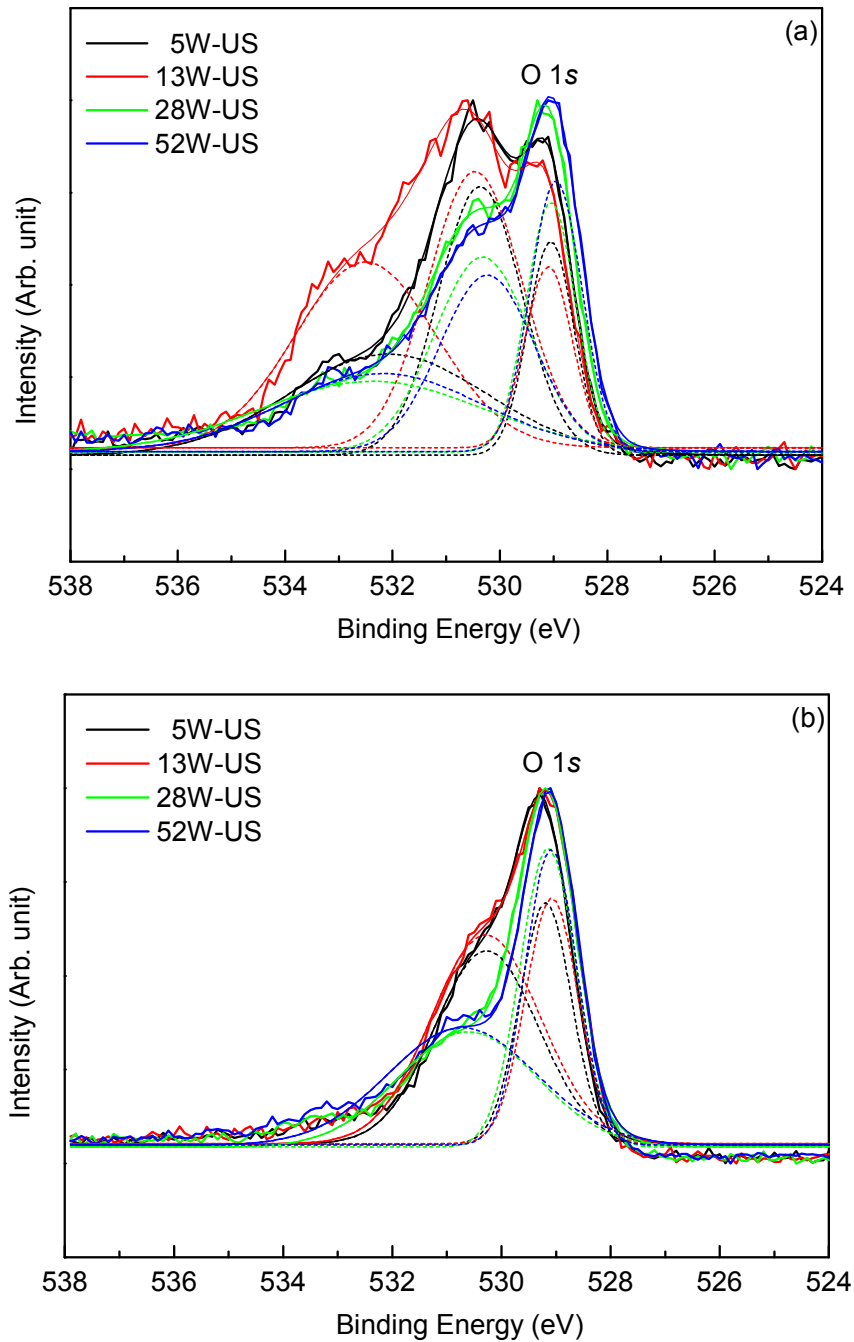 (a)
5W-US
13W-US
28W-US
52W-US
O 1s
Intensity (Arb. unit)
538 536 534 532 530 528 526 524
Binding Energy (eV)
(b)
5W-US
13W-US
28W-US
52W-US
O 1s
Intensity (Arb. unit)
538 536 534 532 530 528 526 524
Binding Energy (eV)